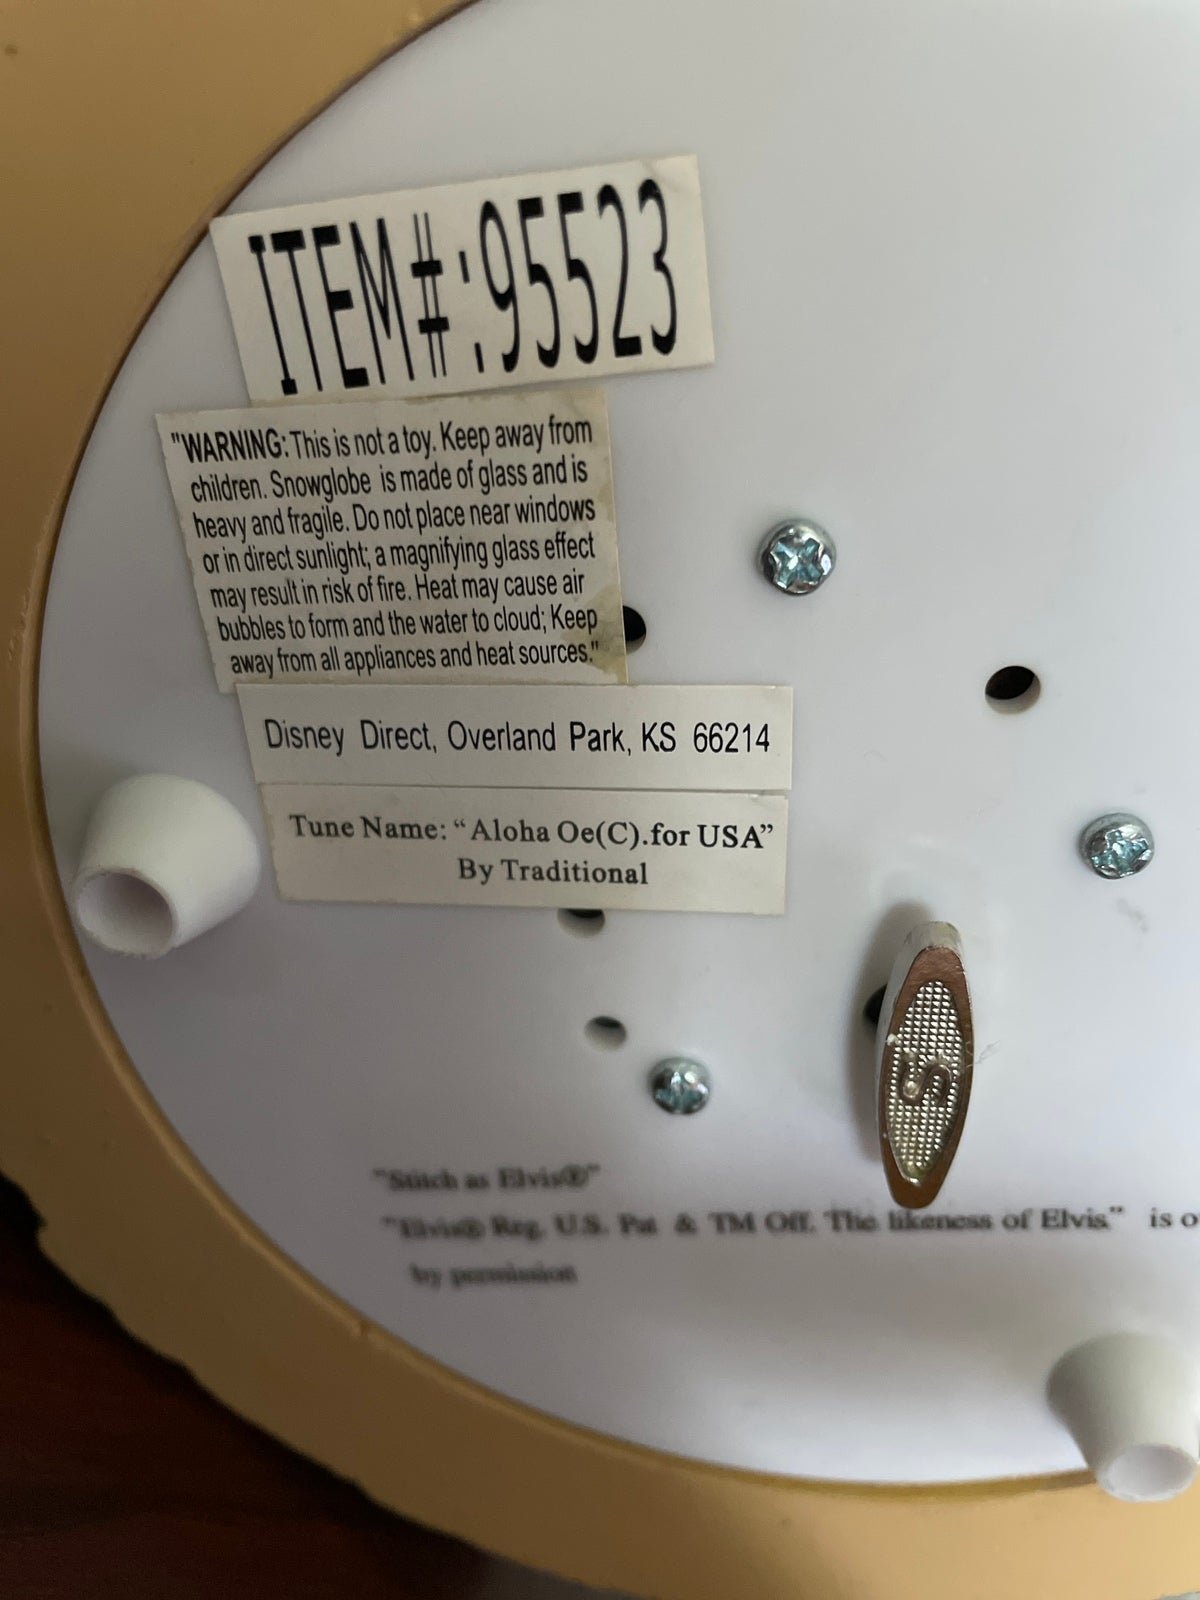 ITEM#:95523
"WARNING: This is not a toy. Keep away from
children. Snowglobe is made of glass and is
heavy and fragile. Do not place near windows
or in direct sunlight; a magnifying glass effect
may result in risk of fire. Heat may cause air
bubbles to form and the water to cloud; Keep
away from all appliances and heat sources."
Disney Direct, Overland Park, KS 66214
Tune Name: “Aloha Oe(C).for USA”
By Traditional
S
"Stitch as Elvis®"
"Elvis® Reg. U.S. Pat & TM Off. The likeness of Elvis" is
by permission